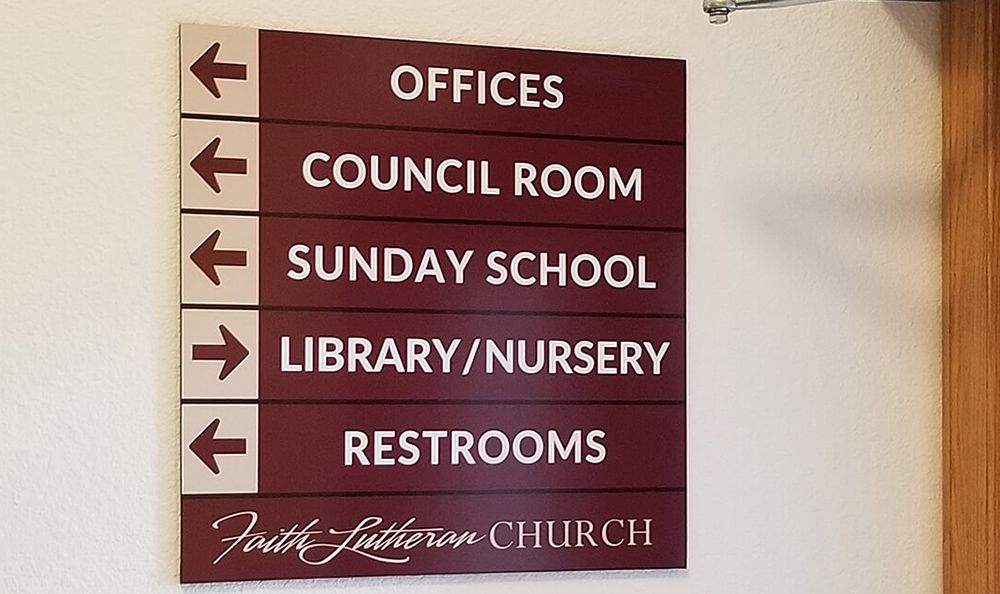 OFFICES
COUNCIL ROOM
SUNDAY SCHOOL
LIBRARY/NURSERY
RESTROOMS
Faith Lutheran CHURCH